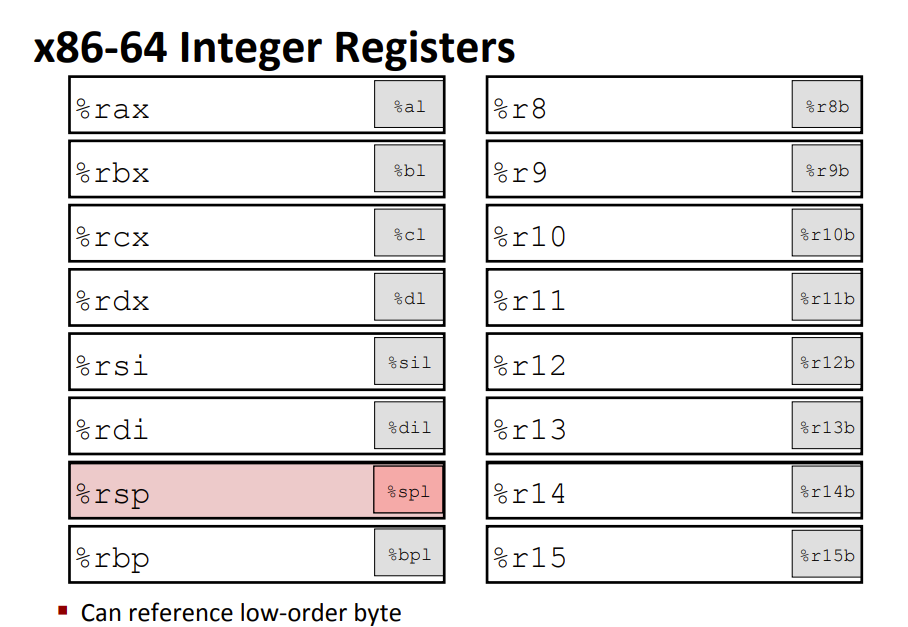 x86-64 Integer Registers
%rax %al %r8 %r8b
%rbx %bl %r9 %r9b
%rcx %cl %r10 %r10b
%rdx %dl %r11 %r11b
%rsi %sil %r12 %r12b
%rdi %dil %r13 %r13b
%rsp %spl %r14 %r14b
%rbp %bpl %r15 %r15b
▪ Can reference low-order byte